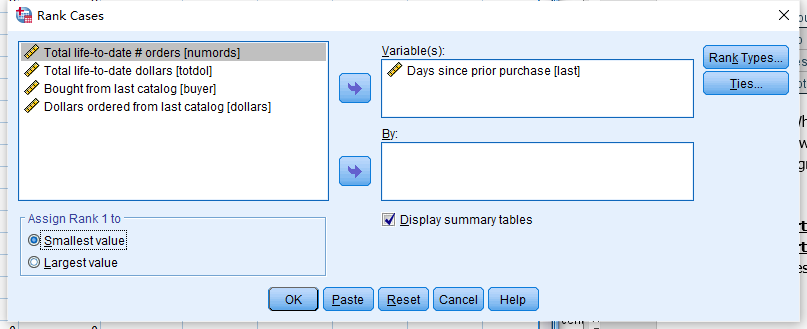 Rank Cases
Total life-to-date # orders [numords]
Total life-to-date dollars [totdol]
Bought from last catalog [buyer]
Dollars ordered from last catalog [dollars]
Variable(s):
Days since prior purchase [last]
Rank Types...
Ties...
By:
Assign Rank 1 to
Smallest value
Largest value
Display summary tables
OK
Paste
Reset
Cancel
Help